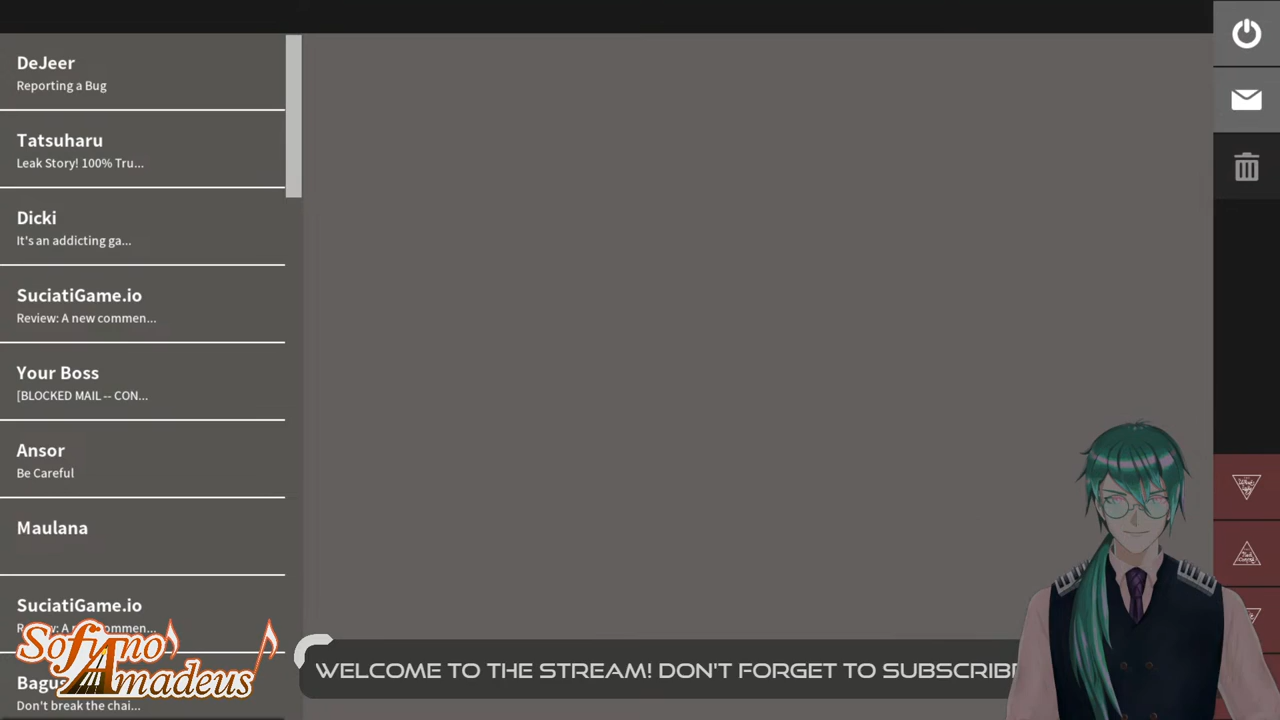 DeJeer
Reporting a Bug
Tatsuharu
Leak Story! 100% Tru...
Dicki
It's an addicting ga...
SuciatiGame.io
Review: A new commen...
Your Boss
[BLOCKED MAIL -- CON...
Ansor
Be Careful
Maulana
SuciatiGame.io
Sofiano
Amadeus
Don't break the chai...
WELCOME TO THE STREAM! DON'T FORGET TO SUBSCRIBE